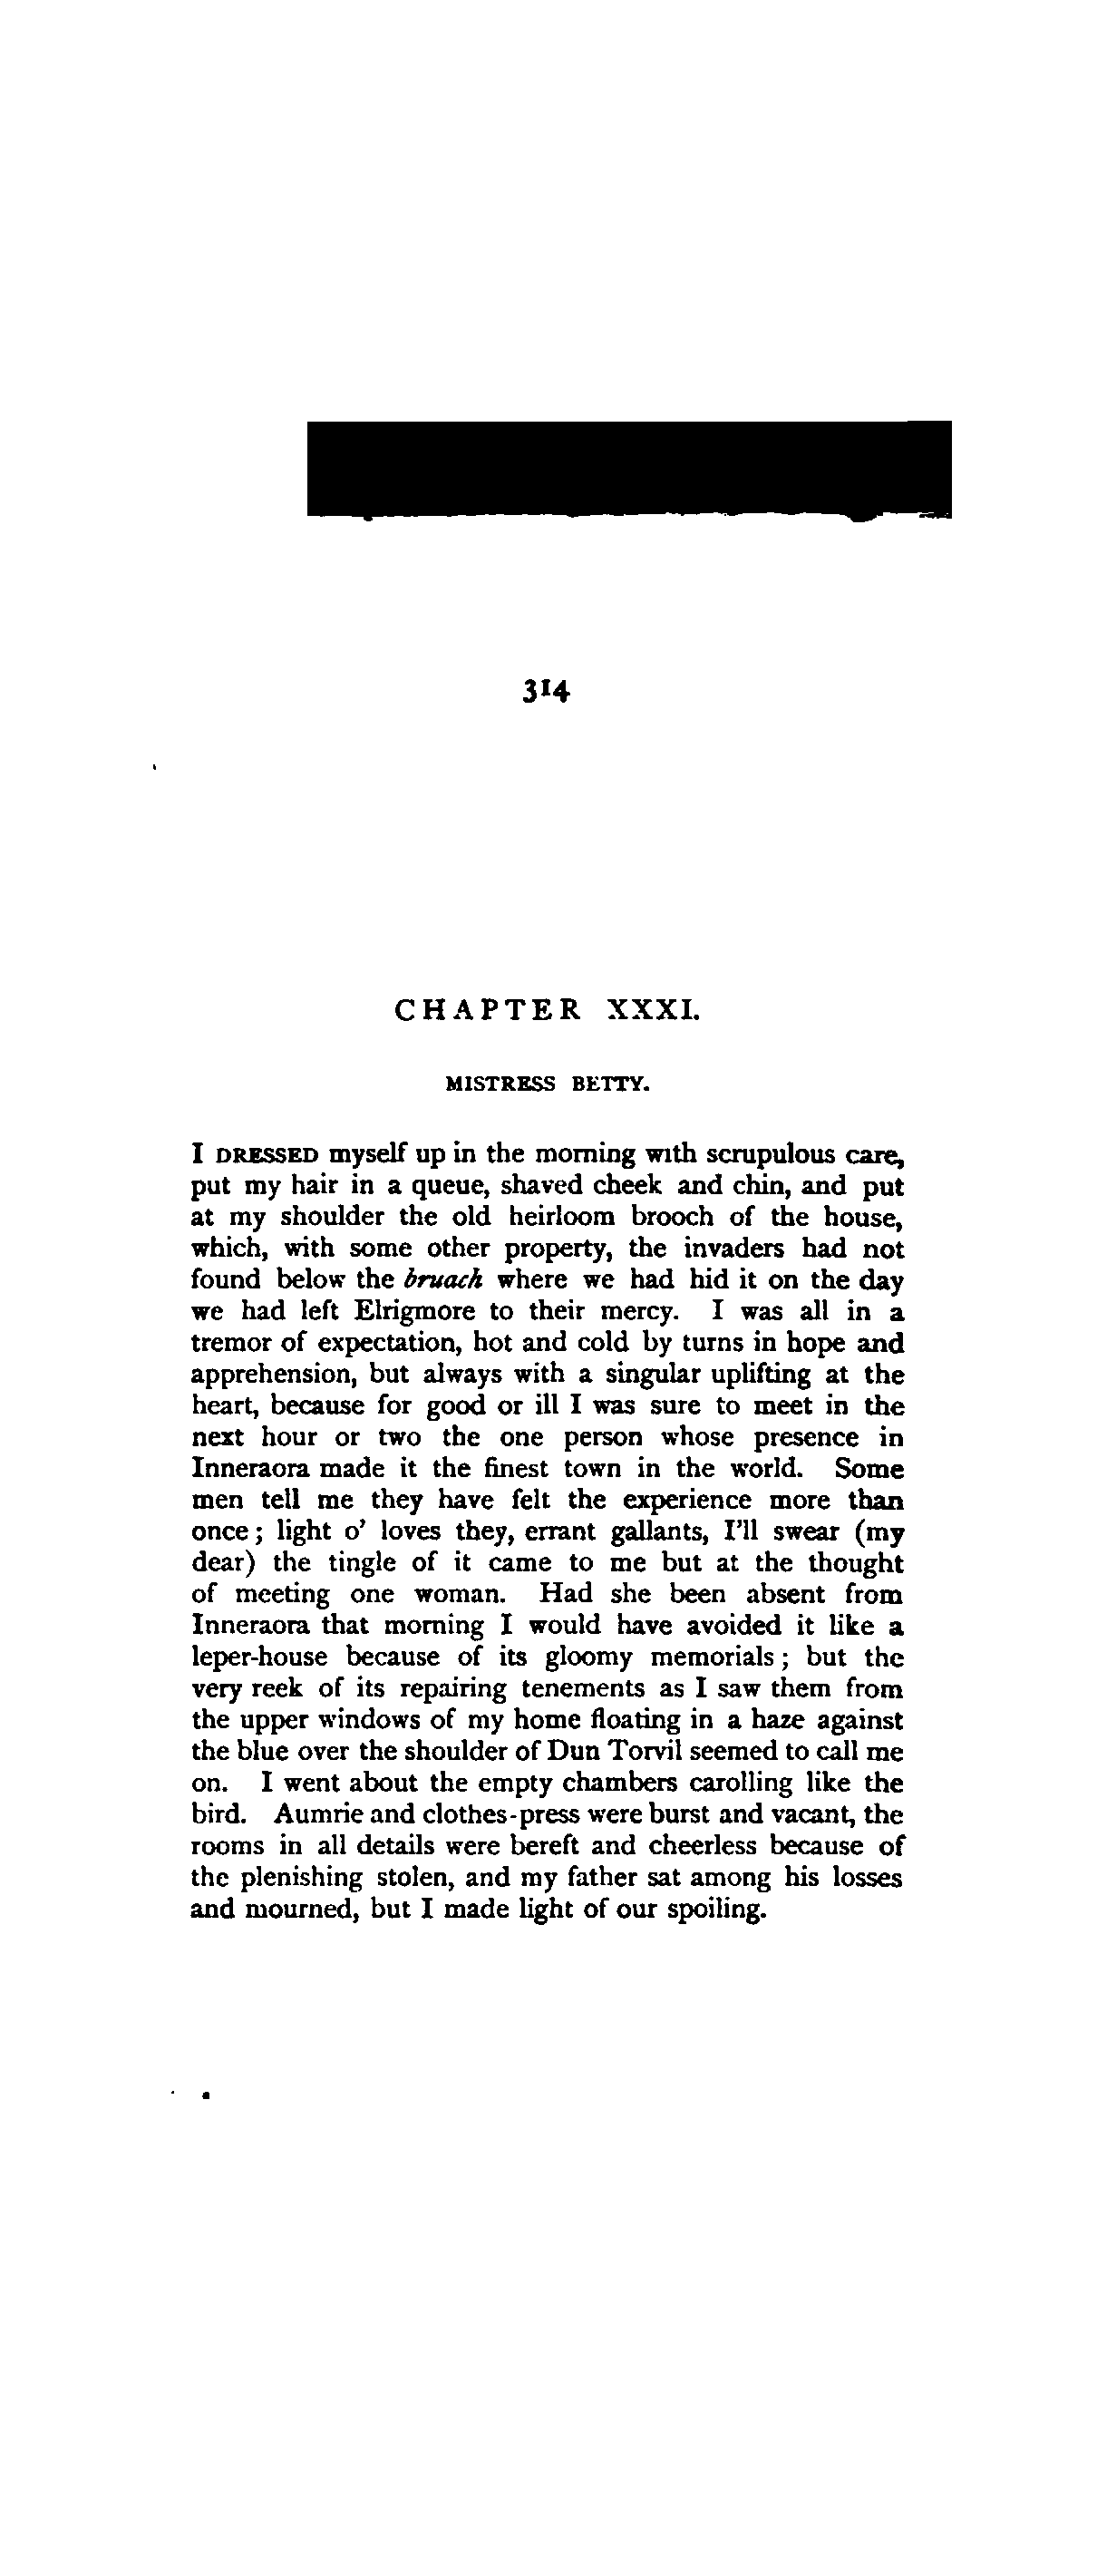 314
CHAPTER XXXI.
MISTRESS BETTY.
I DRESSED myself up in the morning with scrupulous care,
put my hair in a queue, shaved cheek and chin, and put
at my shoulder the old heirloom brooch of the house,
which, with some other property, the invaders had not
found below the bruach where we had hid it on the day
we had left Elrigmore to their mercy. I was all in a
tremor of expectation, hot and cold by turns in hope and
apprehension, but always with a singular uplifting at the
heart, because for good or ill I was sure to meet in the
next hour or two the one person whose presence in
Inneraora made it the finest town in the world. Some
men tell me they have felt the experience more than
once; light o' loves they, errant gallants, I'll swear (my
dear) the tingle of it came to me but at the thought
of meeting one woman. Had she been absent from
Inneraora that morning I would have avoided it like a
leper-house because of its gloomy memorials; but the
very reek of its repairing tenements as I saw them from
the upper windows of my home floating in a haze against
the blue over the shoulder of Dun Torvil seemed to call me
on. I went about the empty chambers carolling like the
bird. Aumrie and clothes-press were burst and vacant, the
rooms in all details were bereft and cheerless because of
the plenishing stolen, and my father sat among his losses
and mourned, but I made light of our spoiling.